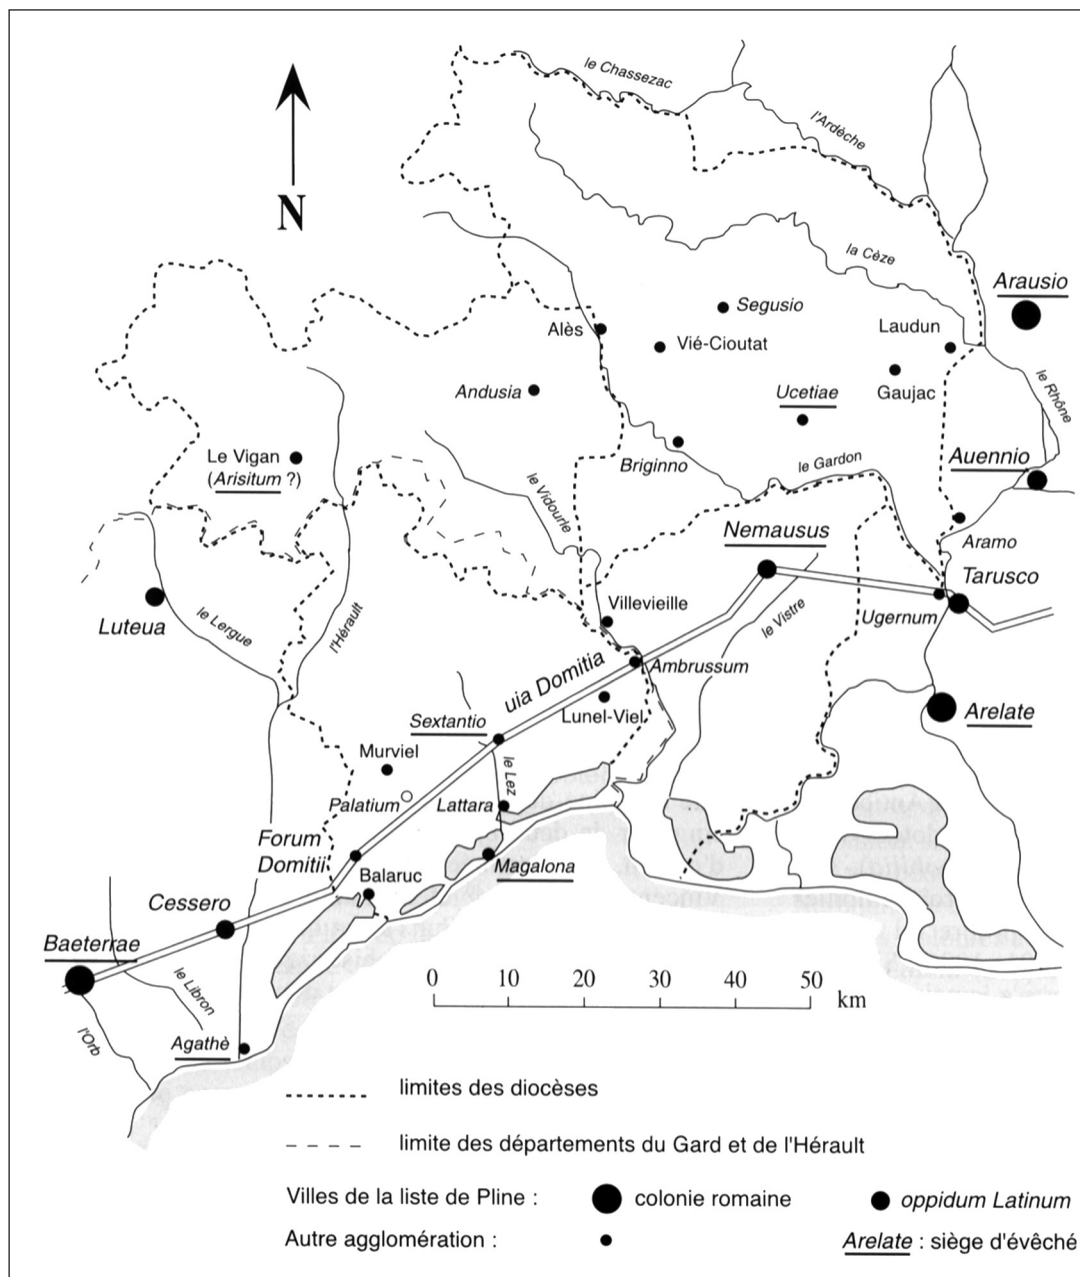 le Chassezac
l'Ardèche
N
la Cèze
Arausio
Segusio
Laudun
Alès
Vié-Cioutat
Gaujac
le Rhône
Andusia
Ucetiae
Le Vigan
(Arisitum ?)
Briginno
le Gardon
Auennio
le Vidourle
Nemausus
Aramo
Tarusco
Luteua
le Lergue
l'Hérault
Villevieille
le Vistre
Ugernum
uia Domitia
Ambrussum
Lunel-Viel
Arelate
Sextantio
Murviel
le Lez
Palatium
Lattara
Forum
Domitii
Magalona
Balaruc
Cessero
Baeterrae
le Libron
l'Orb
Agathè
0 10 20 30 40 50
km
limites des diocèses
limite des départements du Gard et de l'Hérault
Villes de la liste de Pline : colonie romaine oppidum Latinum
Autre agglomération : Arelate : siège d'évêché